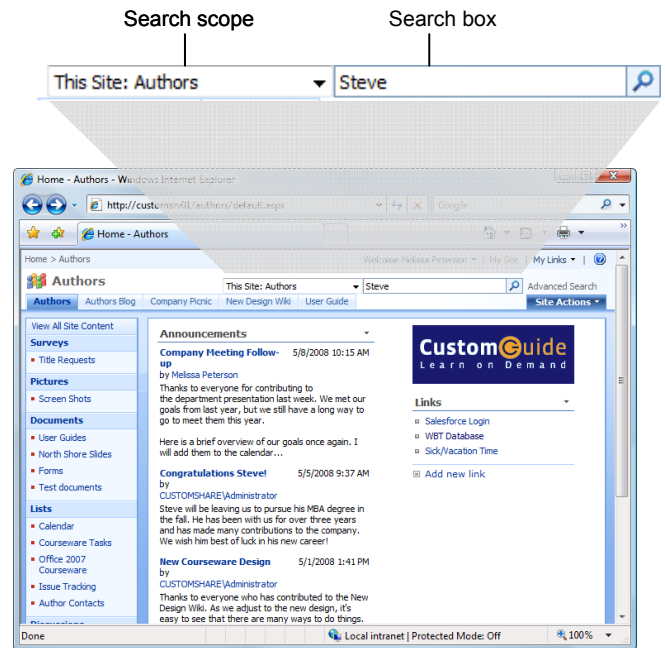 Search scope Search box
This Site: Authors Steve
Home - Authors - Windows Internet Explorer
http://customsrv01/authors/default.aspx Google
Home - Authors
Home > Authors Welcome Melissa Peterson | My Site | My Links |
Authors This Site: Authors Steve Advanced Search
Authors Authors Blog Company Picnic New Design Wiki User Guide Site Actions
View All Site Content
Surveys
Title Requests
Pictures
Screen Shots
Documents
User Guides
North Shore Slides
Forms
Test documents
Lists
Calendar
Courseware Tasks
Office 2007
Courseware
Issue Tracking
Author Contacts
Discussions
Announcements
Company Meeting Follow- 5/8/2008 10:15 AM
up
by Melissa Peterson
Thanks to everyone for contributing to
the department presentation last week. We met our
goals from last year, but we still have a long way to
go to meet them this year.
Here is a brief overview of our goals once again. I
will add them to the calendar...
Congratulations Steve! 5/5/2008 9:37 AM
by
CUSTOMSHARE\Administrator
Steve will be leaving us to pursue his MBA degree in
the fall. He has been with us for over three years
and has made many contributions to the company.
We wish him best of luck in his new career!
New Courseware Design 5/1/2008 1:41 PM
by
CUSTOMSHARE\Administrator
Thanks to everyone who has contributed to the New
Design Wiki. As we adjust to the new design, it's
easy to see that there are many ways to do things.
CustomGuide
Learn on Demand
Links
Salesforce Login
WBT Database
Sick/Vacation Time
Add new link
Done Local intranet | Protected Mode: Off 100%